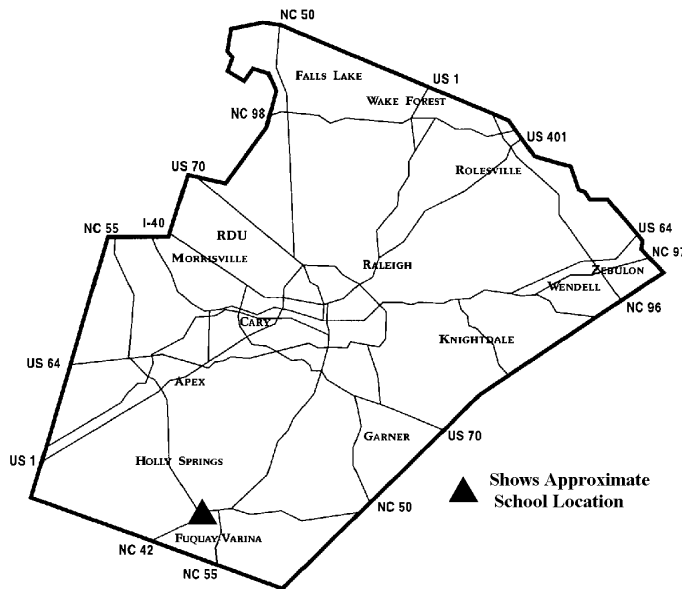 NC 50
FALLS LAKE
US 1
WAKE FOREST
NC 98
US 401
US 70
ROLESVILLE
NC 55
I-40
RDU
US 64
MORRISVILLE
RALEIGH
NC 97
ZEBULON
WENDELL
NC 96
CARY
KNIGHTDALE
US 64
APEX
GARNER
US 70
US 1
HOLLY SPRINGS
Shows Approximate
School Location
NC 50
FUQUAY VARINA
NC 42
NC 55